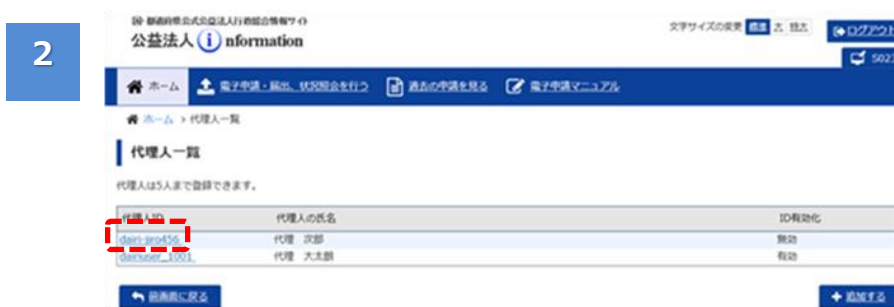 2
国・都道府県公式公益法人行政総合情報サイト
公益法人 information
文字サイズの変更 標準 大 特大
ログアウト
S02
ホーム 電子申請・届出、状況照会を行う 過去の申請を見る 電子申請マニュアル
ホーム > 代理人一覧
代理人一覧
代理人は5人まで登録できます。
代理人ID 代理人の氏名 ID有効化
dairi-jiro456 代理 次郎 無効
dairiuser_1001 代理 大太朗 有効
前画面に戻る
追加する